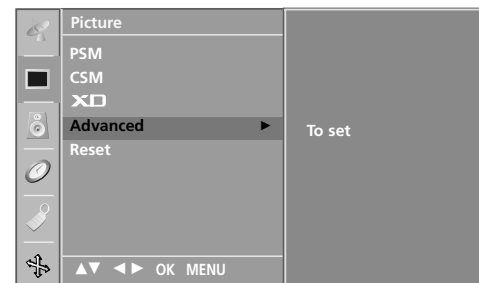 Picture
PSM
CSM
XD
Advanced ►
To set
Reset
▲▼ ◄► OK MENU